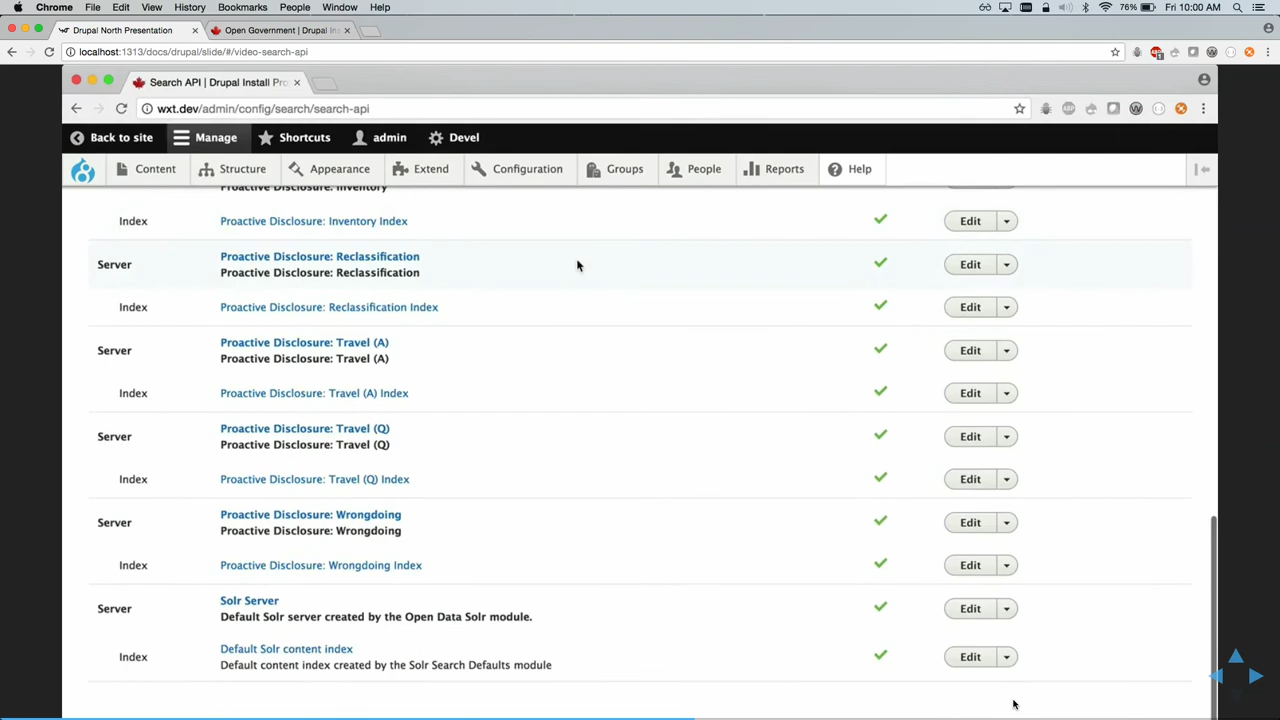 Chrome File Edit View History Bookmarks People Window Help 76% Fri 10:00 AM
Drupal North Presentation × Open Government | Drupal Ins ×
localhost:1313/docs/drupal/slide/#/video-search-api
Search API | Drupal Install Pro ×
wxt.dev/admin/config/search/search-api
Back to site Manage Shortcuts admin Devel
Content Structure Appearance Extend Configuration Groups People Reports Help
Proactive Disclosure: Inventory
Index Proactive Disclosure: Inventory Index Edit
Server Proactive Disclosure: Reclassification Edit
Proactive Disclosure: Reclassification
Index Proactive Disclosure: Reclassification Index Edit
Server Proactive Disclosure: Travel (A) Edit
Proactive Disclosure: Travel (A)
Index Proactive Disclosure: Travel (A) Index Edit
Server Proactive Disclosure: Travel (Q) Edit
Proactive Disclosure: Travel (Q)
Index Proactive Disclosure: Travel (Q) Index Edit
Server Proactive Disclosure: Wrongdoing Edit
Proactive Disclosure: Wrongdoing
Index Proactive Disclosure: Wrongdoing Index Edit
Server Solr Server Edit
Default Solr server created by the Open Data Solr module.
Index Default Solr content index Edit
Default content index created by the Solr Search Defaults module